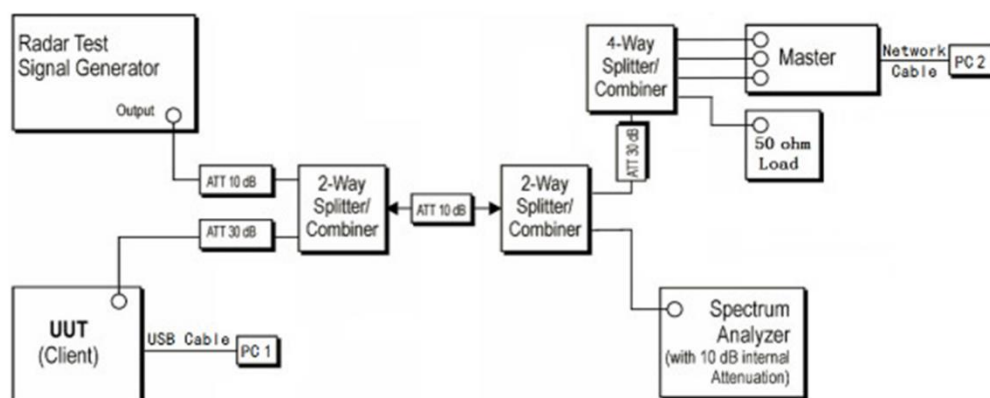 Radar Test
Signal Generator
Output
ATT 10 dB
2-Way
Splitter/
Combiner
ATT 30 dB
UUT
(Client)
USB Cable
PC 1
ATT 10 dB
2-Way
Splitter/
Combiner
ATT 30 dB
4-Way
Splitter/
Combiner
Master
Network
Cable
PC 2
50 ohm
Load
Spectrum
Analyzer
(with 10 dB internal
Attenuation)